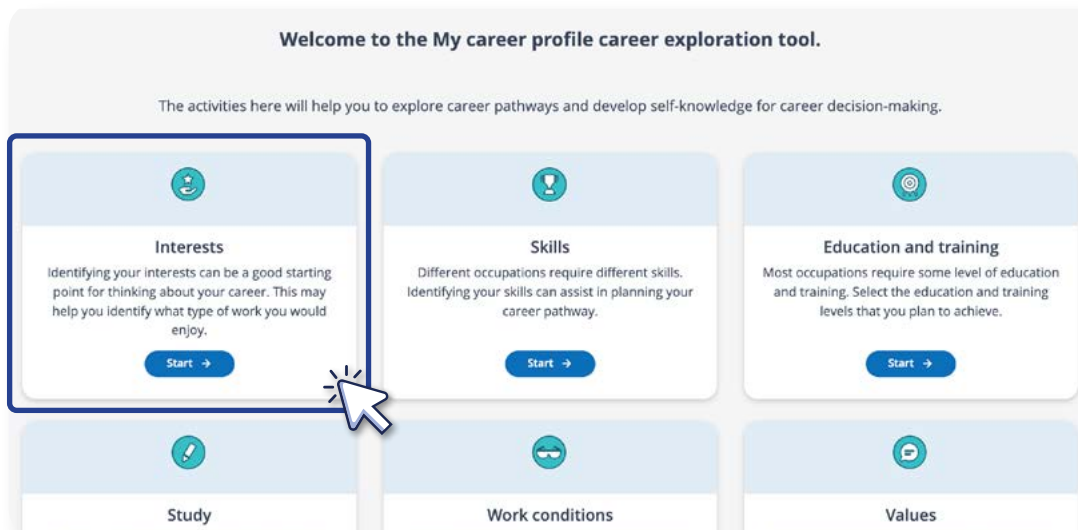 Welcome to the My career profile career exploration tool.
The activities here will help you to explore career pathways and develop self-knowledge for career decision-making.
Interests
Identifying your interests can be a good starting
point for thinking about your career. This may
help you identify what type of work you would
enjoy.
Start →
Skills
Different occupations require different skills.
Identifying your skills can assist in planning your
career pathway.
Start →
Education and training
Most occupations require some level of education
and training. Select the education and training
levels that you plan to achieve.
Start →
Study
Work conditions
Values